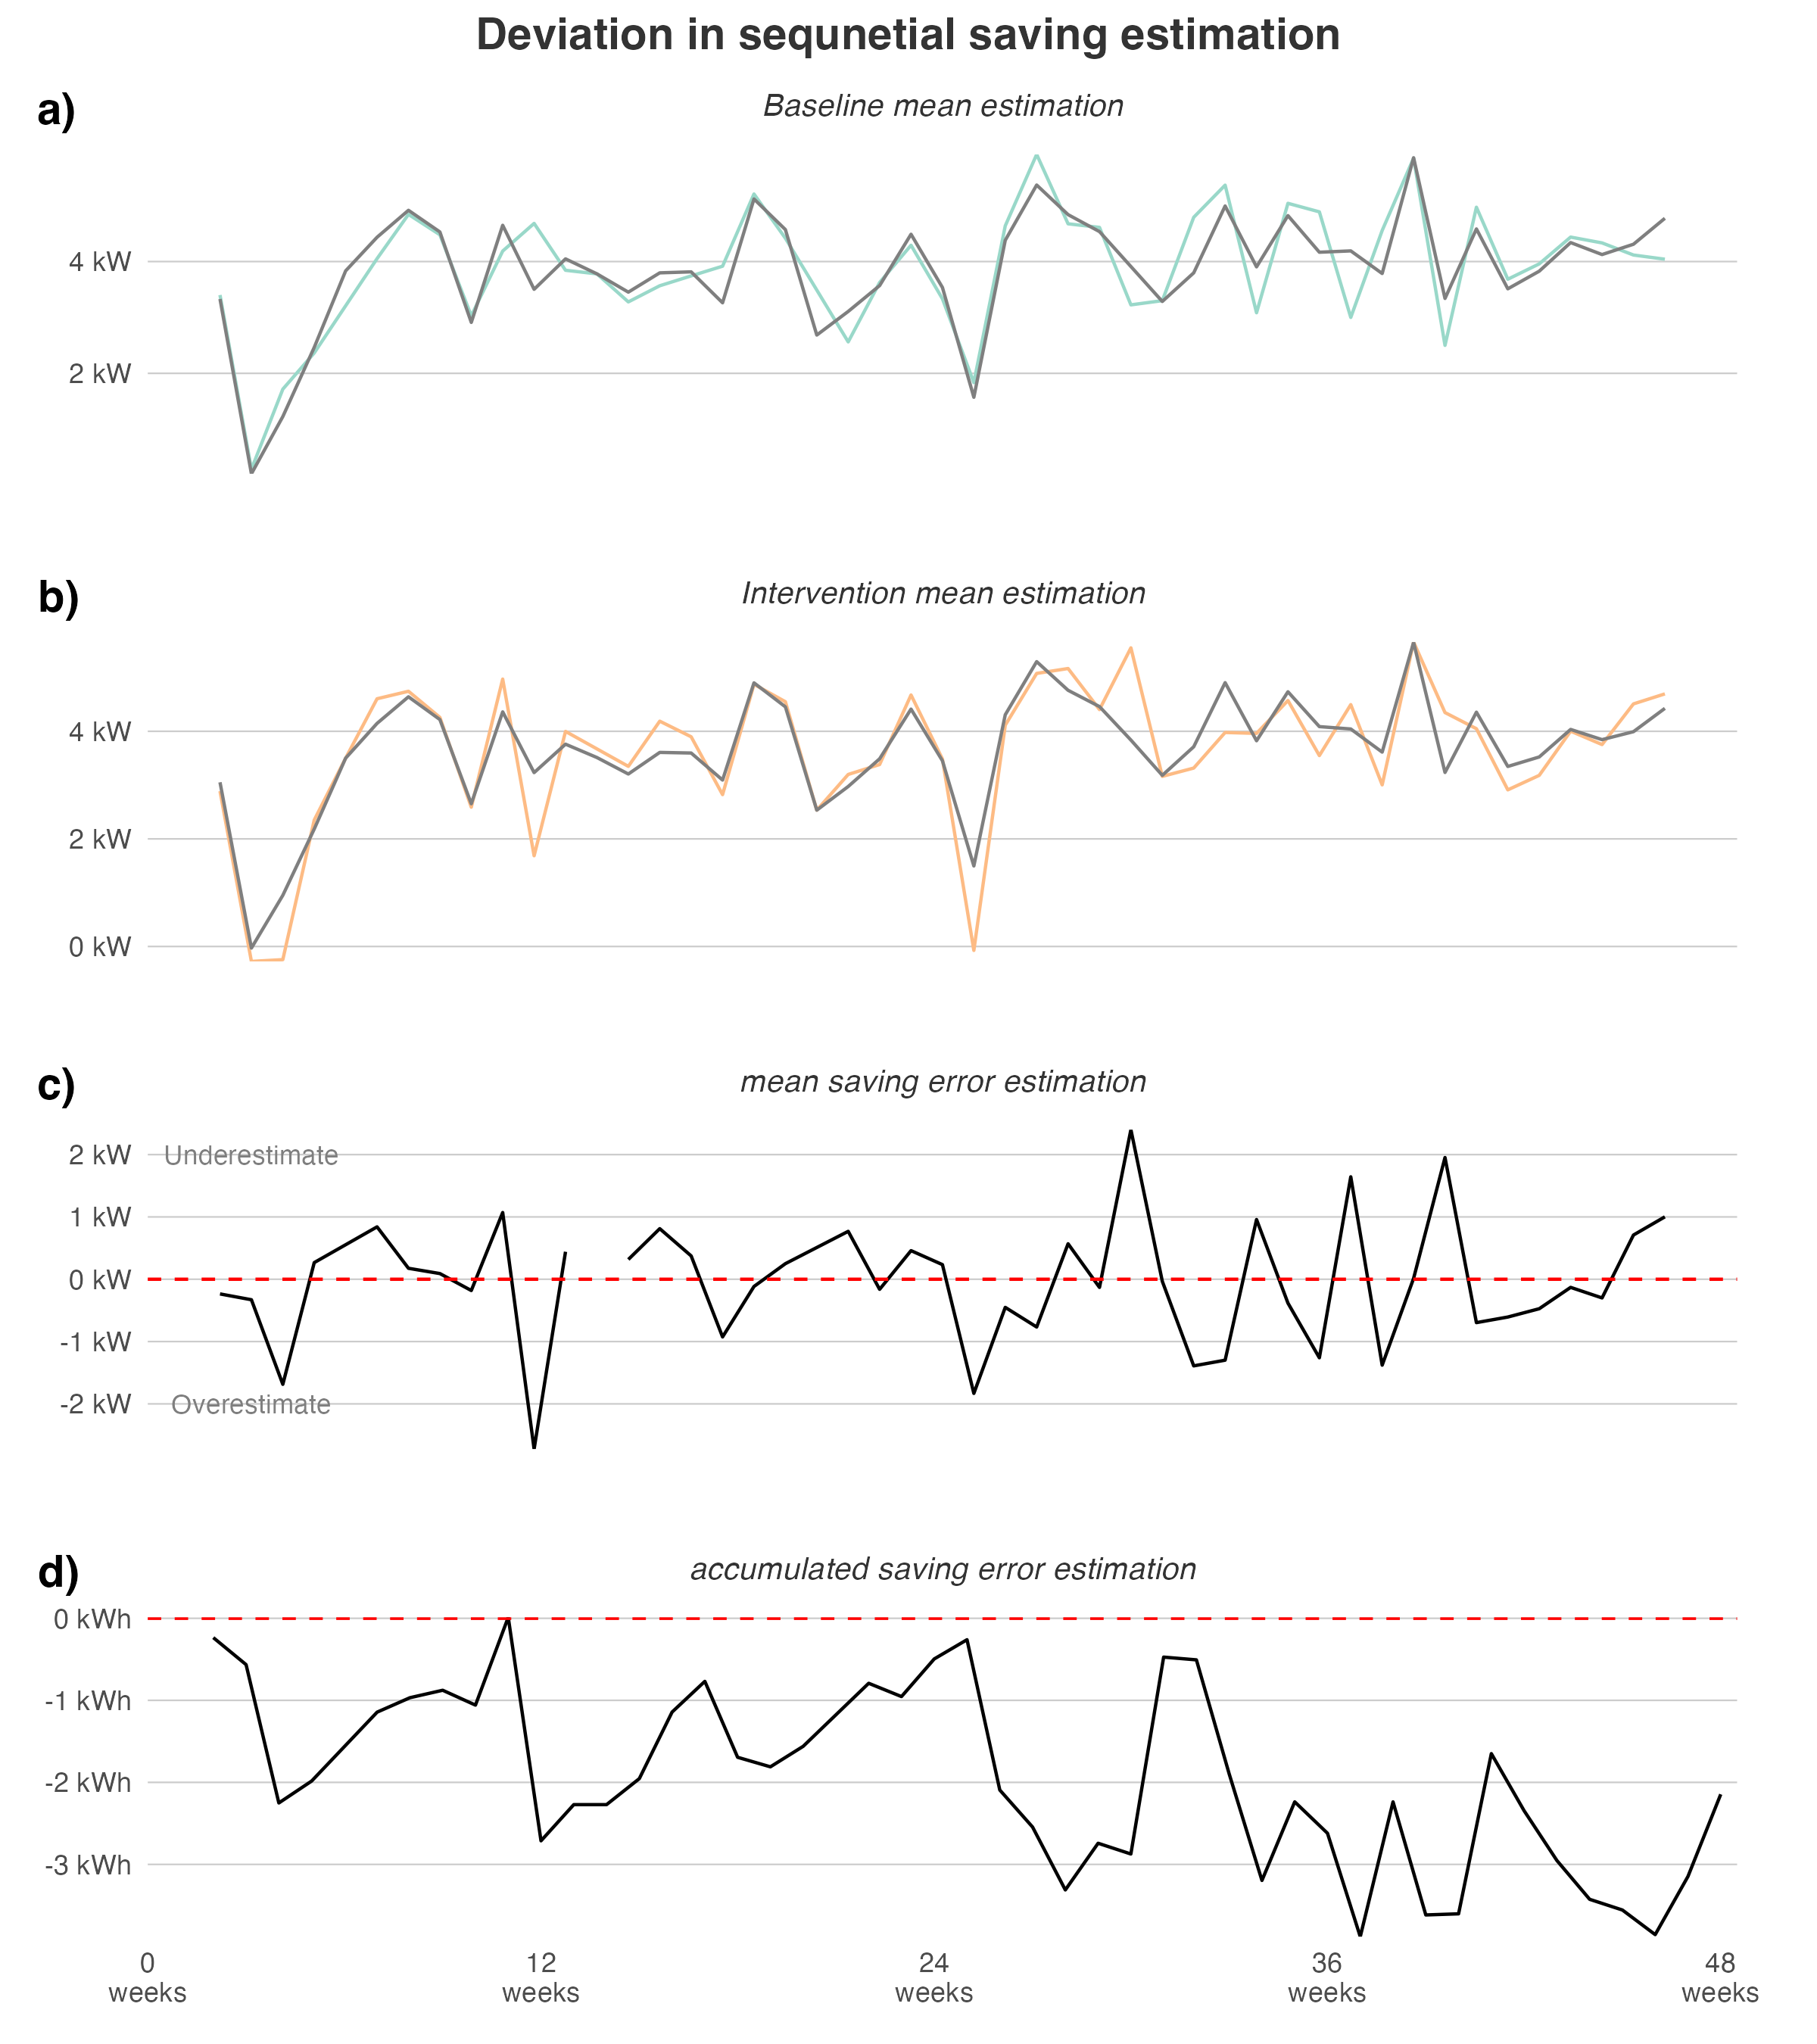 Deviation in sequnetial saving estimation
a)
Baseline mean estimation
4 kW
2 kW
b)
Intervention mean estimation
4 kW
2 kW
0 kW
c)
mean saving error estimation
2 kW
Underestimate
1 kW
0 kW
-1 kW
-2 kW
Overestimate
d)
accumulated saving error estimation
0 kWh
-1 kWh
-2 kWh
-3 kWh
0 12 24 36 48
weeks weeks weeks weeks weeks